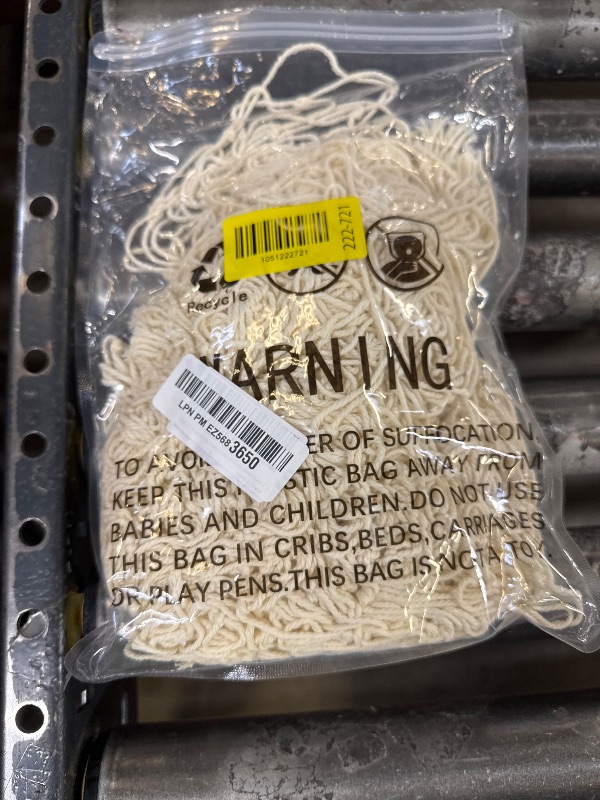 222-721
1051222721
Recycle
WARNING
LPN PM EZ568 3650
TO AVOI ER OF SUFFOCATION.
KEEP THIS STIC BAG AWAY FROM
BABIES AND CHILDREN.DO NOT USE
THIS BAG IN CRIBS,BEDS,CARRIAGES
OR PLAY PENS.THIS BAG IS NOT A TOY.